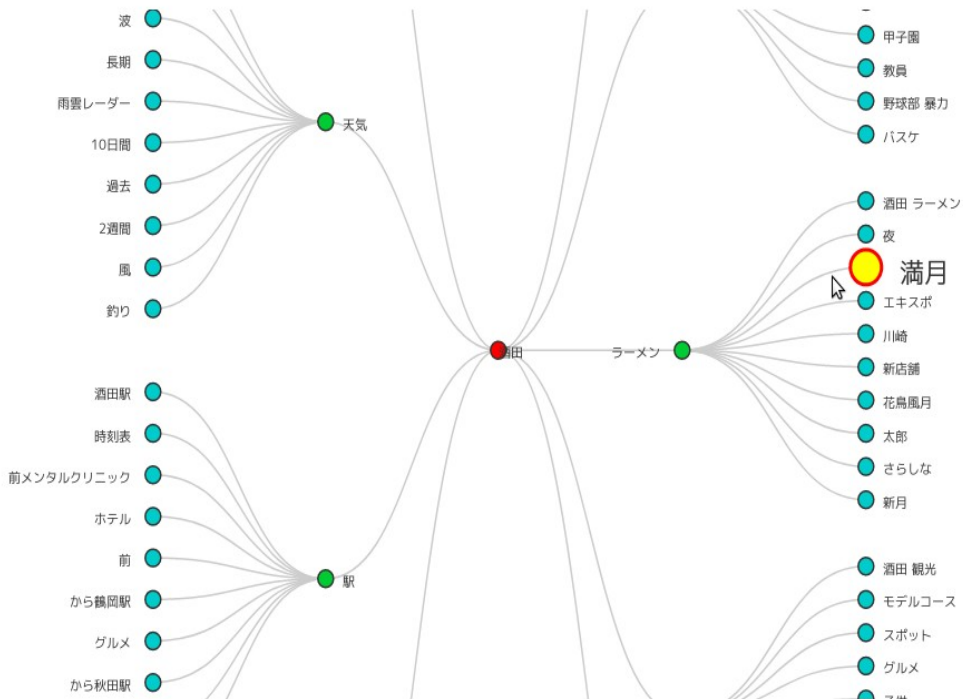 波
長期
雨雲レーダー
10日間
過去
2週間
風
釣り
天気
酒田駅
時刻表
前メンタルクリニック
ホテル
前
から鶴岡駅
グルメ
から秋田駅
駅
酒田
ラーメン
甲子園
教員
野球部 暴力
バスケ
酒田 ラーメン
夜
満月
エキスポ
川崎
新店舗
花鳥風月
太郎
さらしな
新月
酒田 観光
モデルコース
スポット
グルメ